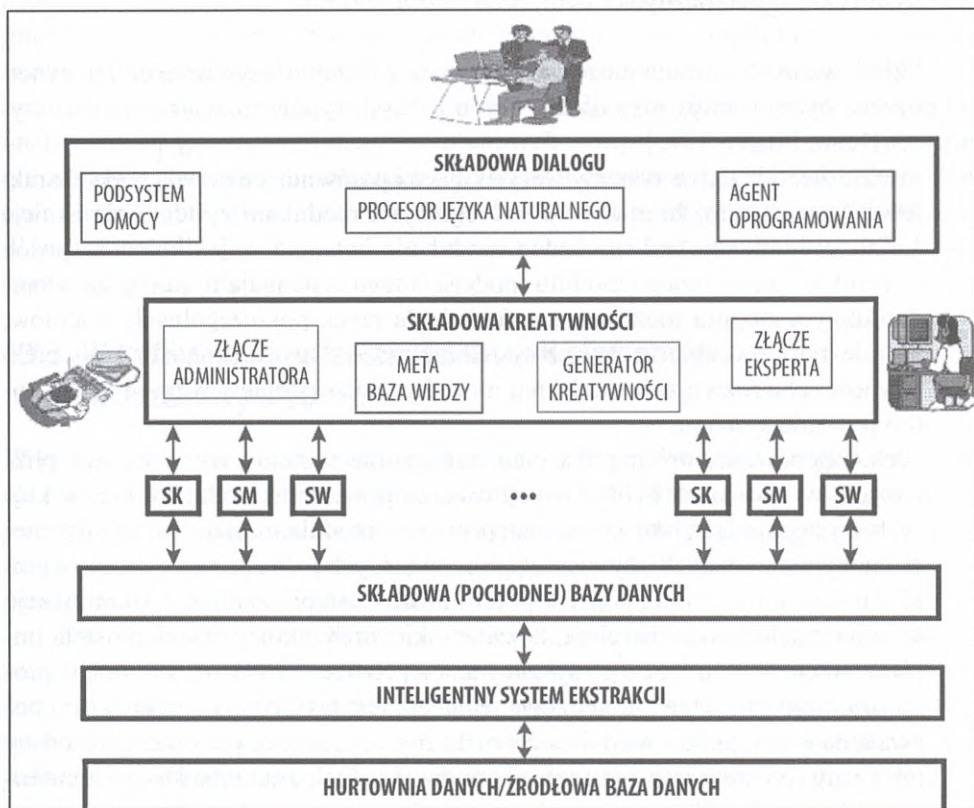 SKŁADOWA DIALOGU
PODSYSTEM
POMOCY
PROCESOR JĘZYKA NATURALNEGO
AGENT
OPROGRAMOWANIA
SKŁADOWA KREATYWNOŚCI
ZŁĄCZE
ADMINISTRATORA
META
BAZA WIEDZY
GENERATOR
KREATYWNOŚCI
ZŁĄCZE
EKSPERTA
SK SM SW ... SK SM SW
SKŁADOWA (POCHODNEJ) BAZY DANYCH
INTELIGENTNY SYSTEM EKSTRAKCJI
HURTOWNIA DANYCH/ŹRÓDŁOWA BAZA DANYCH